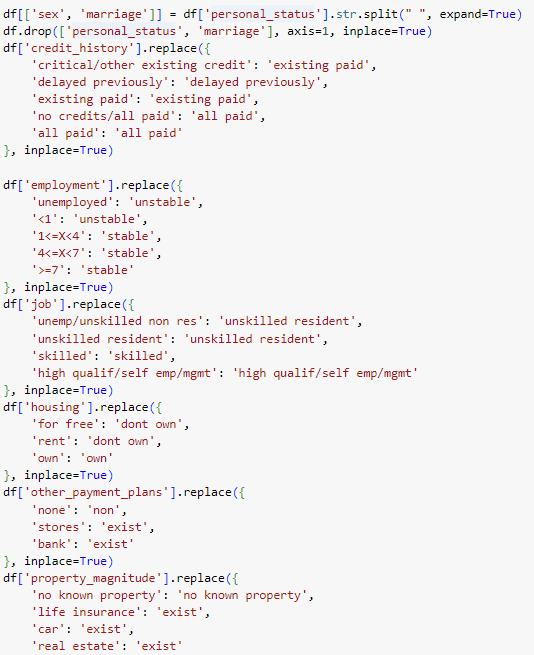 df[['sex', 'marriage']] = df['personal_status'].str.split(" ", expand=True)
df.drop(['personal_status', 'marriage'], axis=1, inplace=True)
df['credit_history'].replace({
    'critical/other existing credit': 'existing paid',
    'delayed previously': 'delayed previously',
    'existing paid': 'existing paid',
    'no credits/all paid': 'all paid',
    'all paid': 'all paid'
}, inplace=True)

df['employment'].replace({
    'unemployed': 'unstable',
    '<1': 'unstable',
    '1<=X<4': 'stable',
    '4<=X<7': 'stable',
    '>=7': 'stable'
}, inplace=True)
df['job'].replace({
    'unemp/unskilled non res': 'unskilled resident',
    'unskilled resident': 'unskilled resident',
    'skilled': 'skilled',
    'high qualif/self emp/mgmt': 'high qualif/self emp/mgmt'
}, inplace=True)
df['housing'].replace({
    'for free': 'dont own',
    'rent': 'dont own',
    'own': 'own'
}, inplace=True)
df['other_payment_plans'].replace({
    'none': 'non',
    'stores': 'exist',
    'bank': 'exist'
}, inplace=True)
df['property_magnitude'].replace({
    'no known property': 'no known property',
    'life insurance': 'exist',
    'car': 'exist',
    'real estate': 'exist'